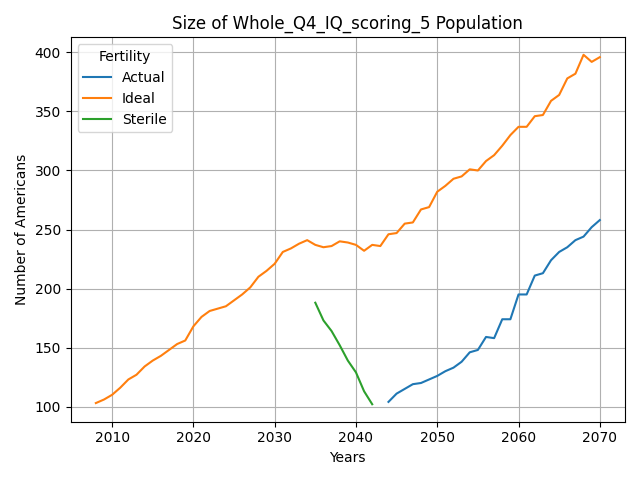 Size of Whole_Q4_IQ_scoring_5 Population
Fertility
Actual
Ideal
Sterile
Number of Americans
400
350
300
250
200
150
100
2010
2020
2030
2040
2050
2060
2070
Years